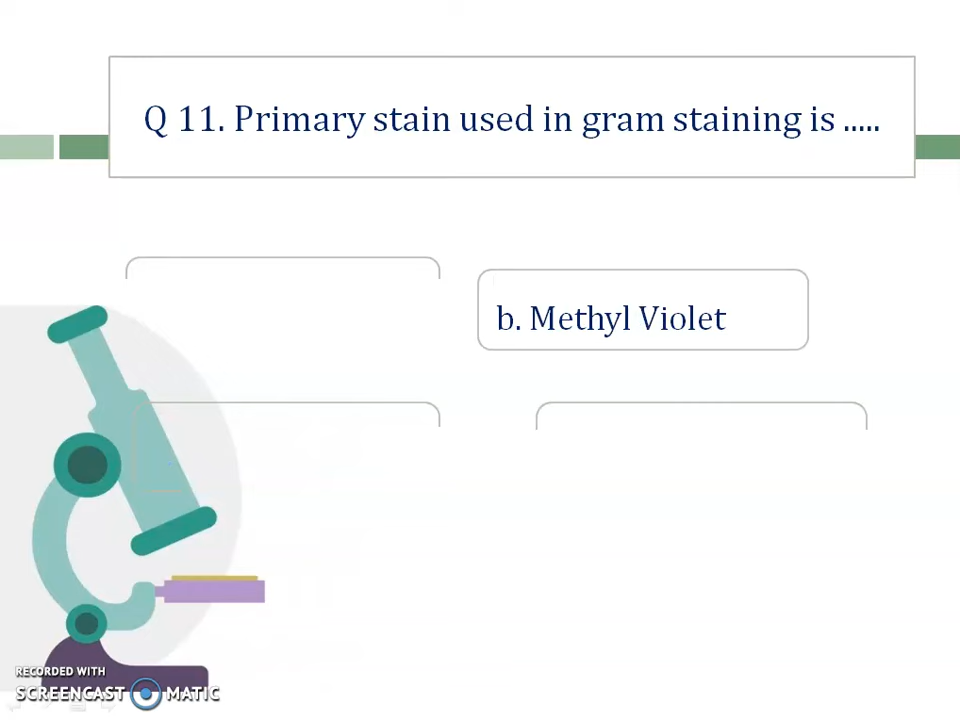 Q 11. Primary stain used in gram staining is .....
b. Methyl Violet
RECORDED WITH
SCREENCAST MATIC